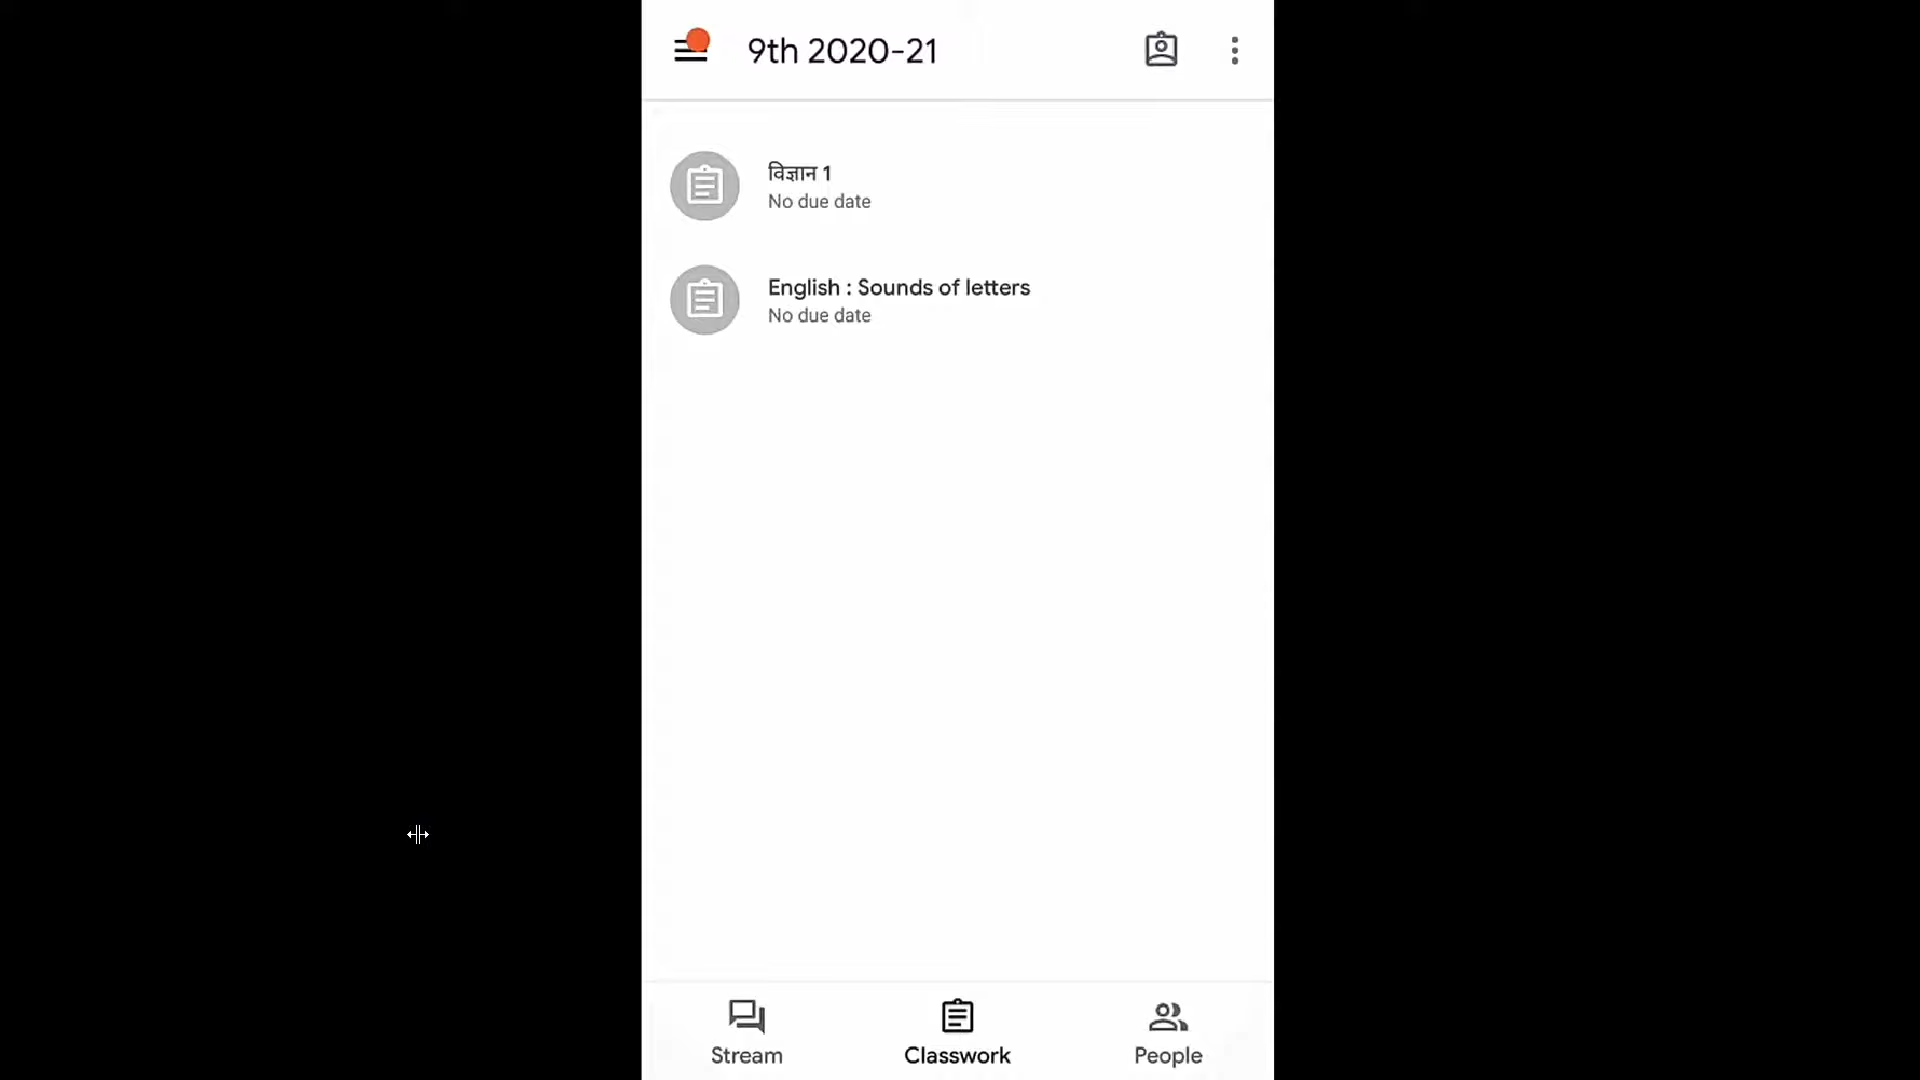 9th 2020-21
विज्ञान 1
No due date
English : Sounds of letters
No due date
Stream
Classwork
People